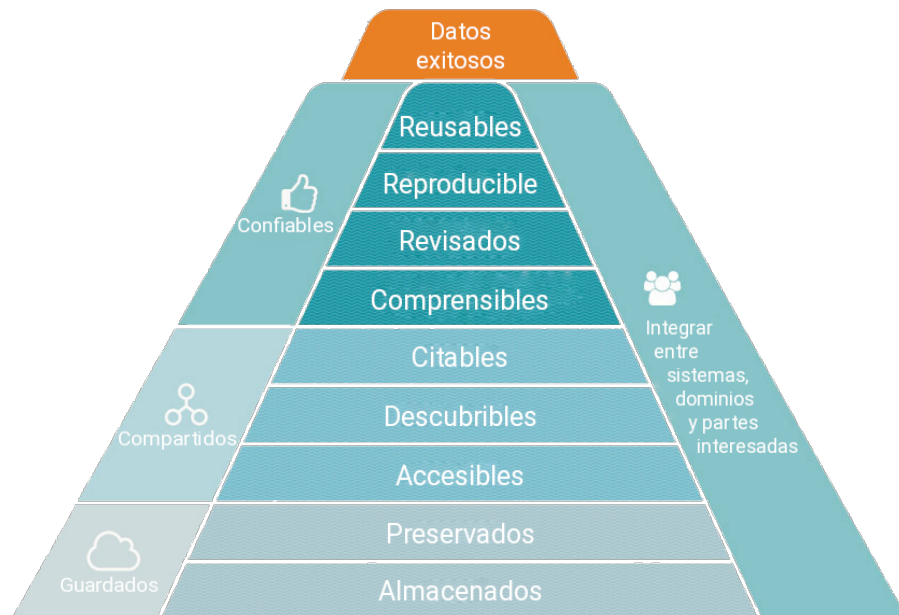 Datos
exitosos
Reusables
Reproducible
Revisados
Comprensibles
Citables
Descubribles
Accesibles
Preservados
Almacenados
Confiables
Compartidos
Guardados
Integrar
entre
sistemas,
dominios
y partes
interesadas